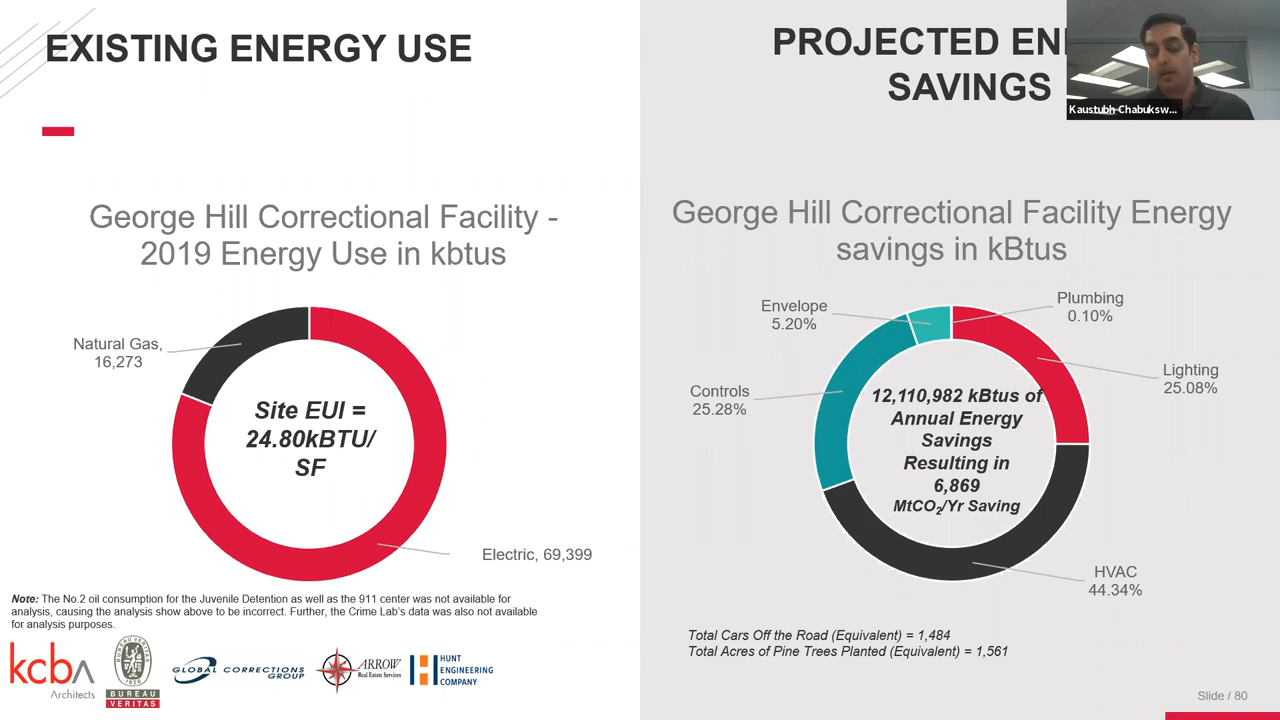 EXISTING ENERGY USE
George Hill Correctional Facility -
2019 Energy Use in kbtus
Natural Gas,
16,273
Site EUI =
24.80kBTU/
SF
Electric, 69,399
Note: The No.2 oil consumption for the Juvenile Detention as well as the 911 center was not available for
analysis, causing the analysis show above to be incorrect. Further, the Crime Lab's data was also not available
for analysis purposes.
kcba
Architects
BUREAU VERITAS
1828
BUREAU
VERITAS
GLOBAL CORRECTIONS
GROUP
ARROW
Real Estate Services
HUNT
ENGINEERING
COMPANY
PROJECTED EN
SAVINGS
Kaustubh Chabuksw...
George Hill Correctional Facility Energy
savings in kBtus
Envelope
5.20%
Plumbing
0.10%
Lighting
25.08%
Controls
25.28%
12,110,982 kBtus of
Annual Energy
Savings
Resulting in
6,869
MtCO₂/Yr Saving
HVAC
44.34%
Total Cars Off the Road (Equivalent) = 1,484
Total Acres of Pine Trees Planted (Equivalent) = 1,561
Slide / 80